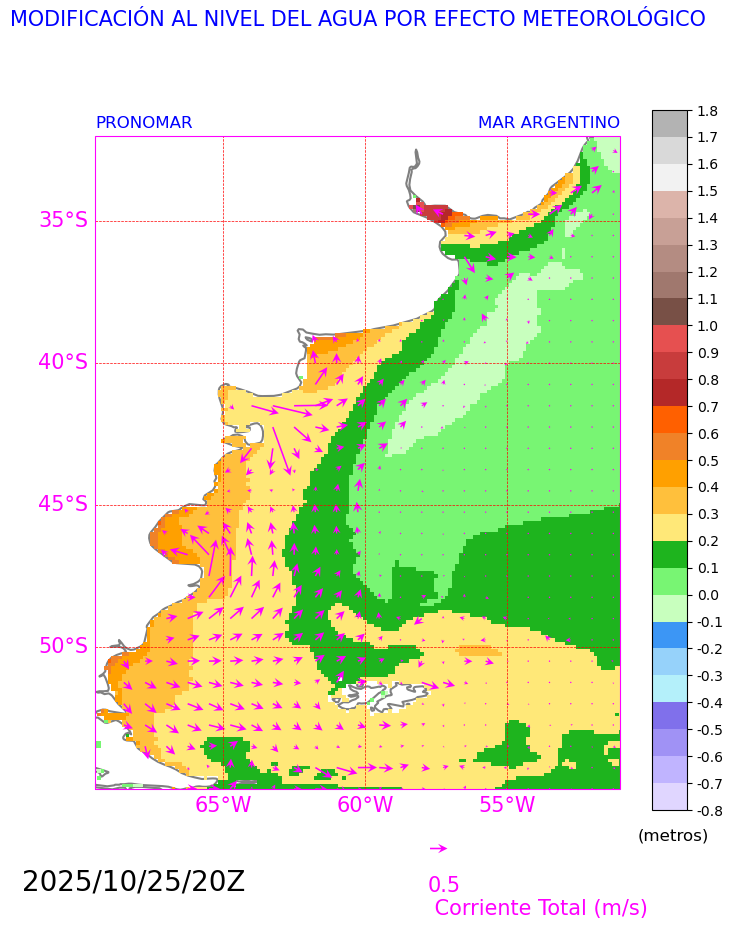 MODIFICACIÓN AL NIVEL DEL AGUA POR EFECTO METEOROLÓGICO
PRONOMAR MAR ARGENTINO
35°S
40°S
45°S
50°S
65°W 60°W 55°W
1.8
1.7
1.6
1.5
1.4
1.3
1.2
1.1
1.0
0.9
0.8
0.7
0.6
0.5
0.4
0.3
0.2
0.1
0.0
-0.1
-0.2
-0.3
-0.4
-0.5
-0.6
-0.7
-0.8
(metros)
2025/10/25/20Z
0.5
Corriente Total (m/s)